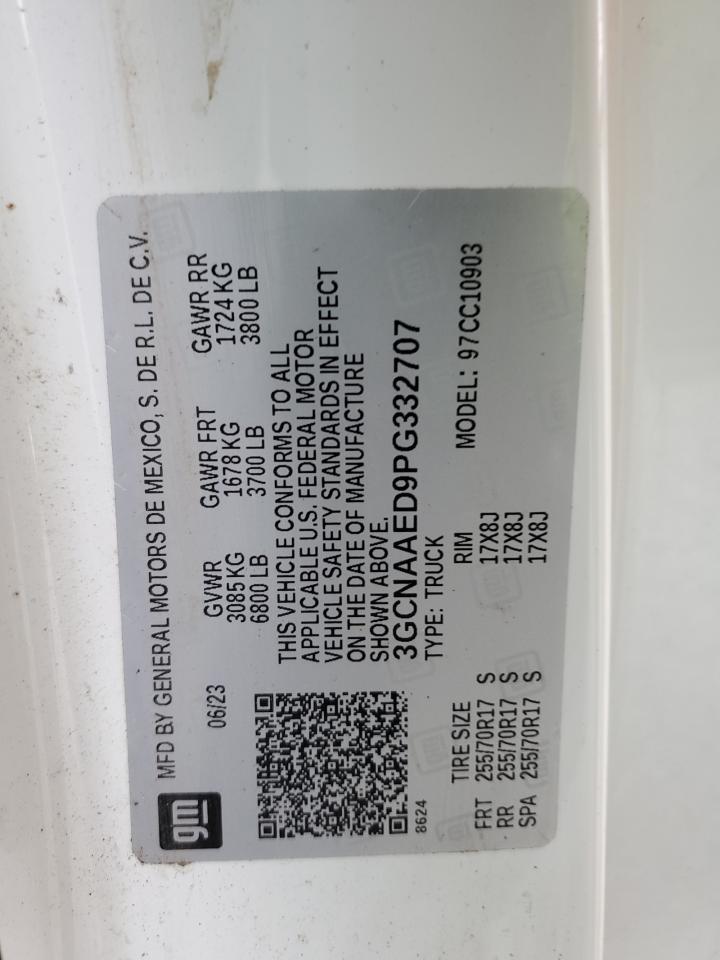 gm
MFD BY GENERAL MOTORS DE MEXICO, S. DE R.L. DE C.V.
06/23
GVWR GAWR FRT GAWR RR
3085 KG 1678 KG 1724 KG
6800 LB 3700 LB 3800 LB
THIS VEHICLE CONFORMS TO ALL
APPLICABLE U.S. FEDERAL MOTOR
VEHICLE SAFETY STANDARDS IN EFFECT
ON THE DATE OF MANUFACTURE
SHOWN ABOVE.
3GCNAAED9PG332707
8624
TYPE: TRUCK
MODEL: 97CC10903
TIRE SIZE RIM
FRT 255/70R17 S 17X8J
RR 255/70R17 S 17X8J
SPA 255/70R17 S 17X8J